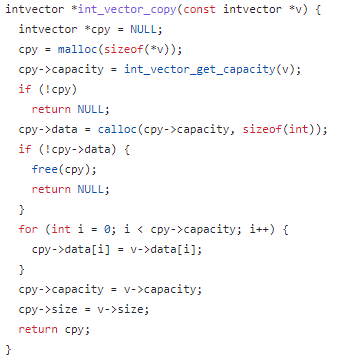 intvector *int_vector_copy(const intvector *v) {
  intvector *cpy = NULL;
  cpy = malloc(sizeof(*v));
  cpy->capacity = int_vector_get_capacity(v);
  if (!cpy)
    return NULL;
  cpy->data = calloc(cpy->capacity, sizeof(int));
  if (!cpy->data) {
    free(cpy);
    return NULL;
  }
  for (int i = 0; i < cpy->capacity; i++) {
    cpy->data[i] = v->data[i];
  }
  cpy->capacity = v->capacity;
  cpy->size = v->size;
  return cpy;
}